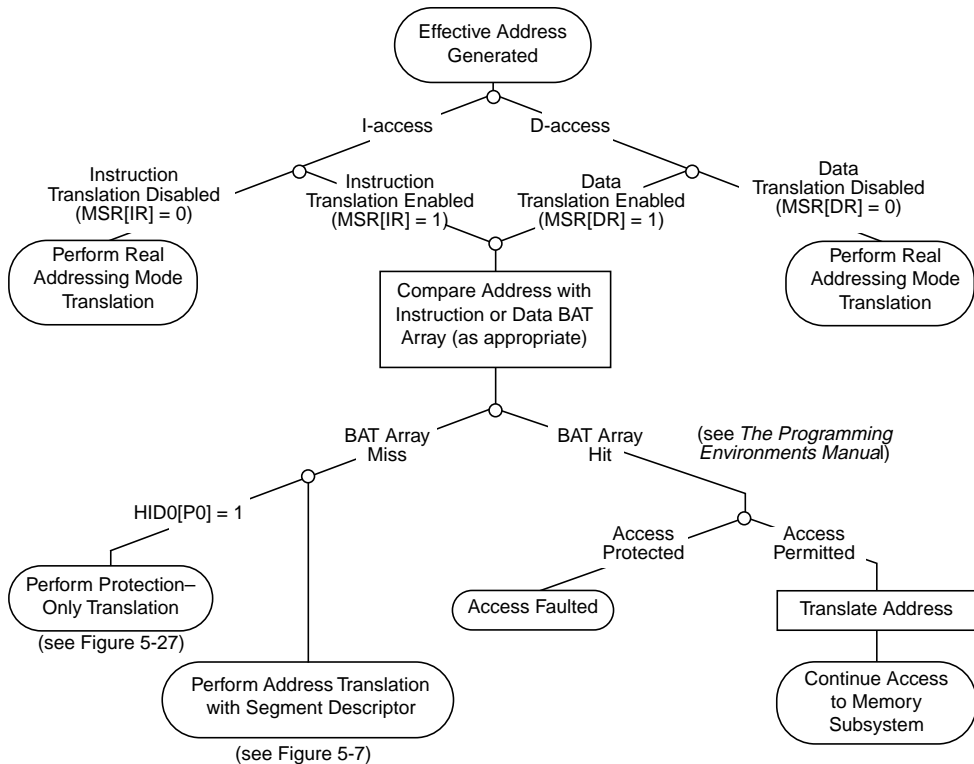 Effective Address
Generated
I-access
D-access
Instruction
Translation Disabled
(MSR[IR] = 0)
Instruction
Translation Enabled
(MSR[IR] = 1)
Data
Translation Enabled
(MSR[DR] = 1)
Data
Translation Disabled
(MSR[DR] = 0)
Perform Real
Addressing Mode
Translation
Compare Address with
Instruction or Data BAT
Array (as appropriate)
Perform Real
Addressing Mode
Translation
BAT Array
Miss
BAT Array
Hit
(see The Programming
Environments Manual)
HID0[P0] = 1
Access
Protected
Access
Permitted
Perform Protection–
Only Translation
(see Figure 5-27)
Access Faulted
Translate Address
Perform Address Translation
with Segment Descriptor
(see Figure 5-7)
Continue Access
to Memory
Subsystem